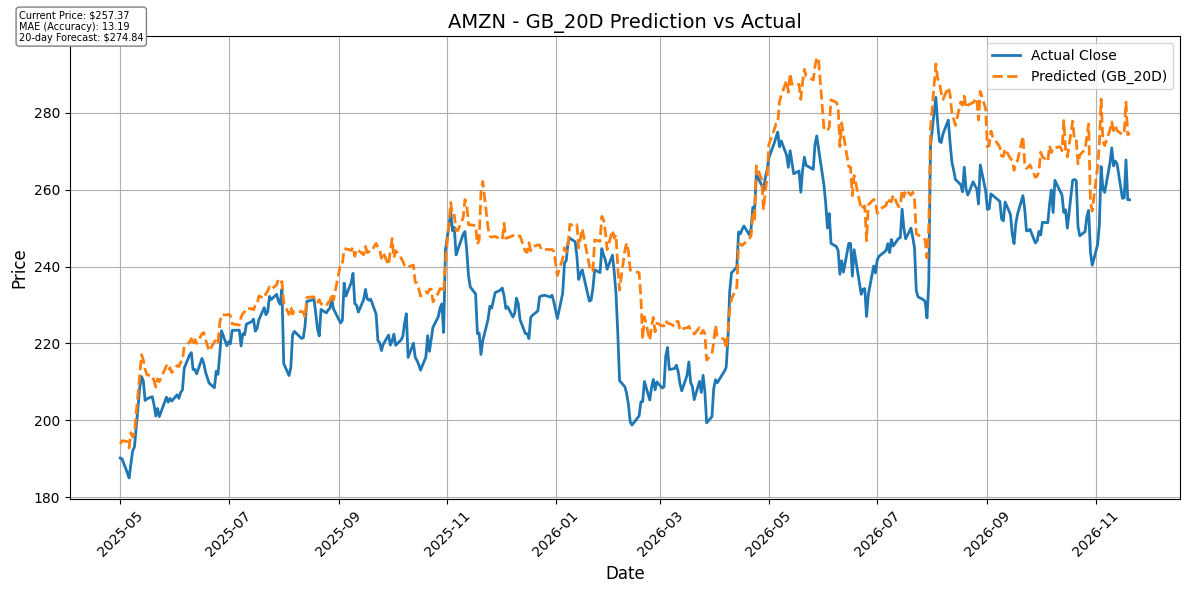 AMZN - GB_20D Prediction vs Actual
Current Price: $257.37
MAE (Accuracy): 13.19
20-day Forecast: $274.84
Actual Close
Predicted (GB_20D)
Price
280
260
240
220
200
180
2025-05
2025-07
2025-09
2025-11
2026-01
2026-03
2026-05
2026-07
2026-09
2026-11
Date